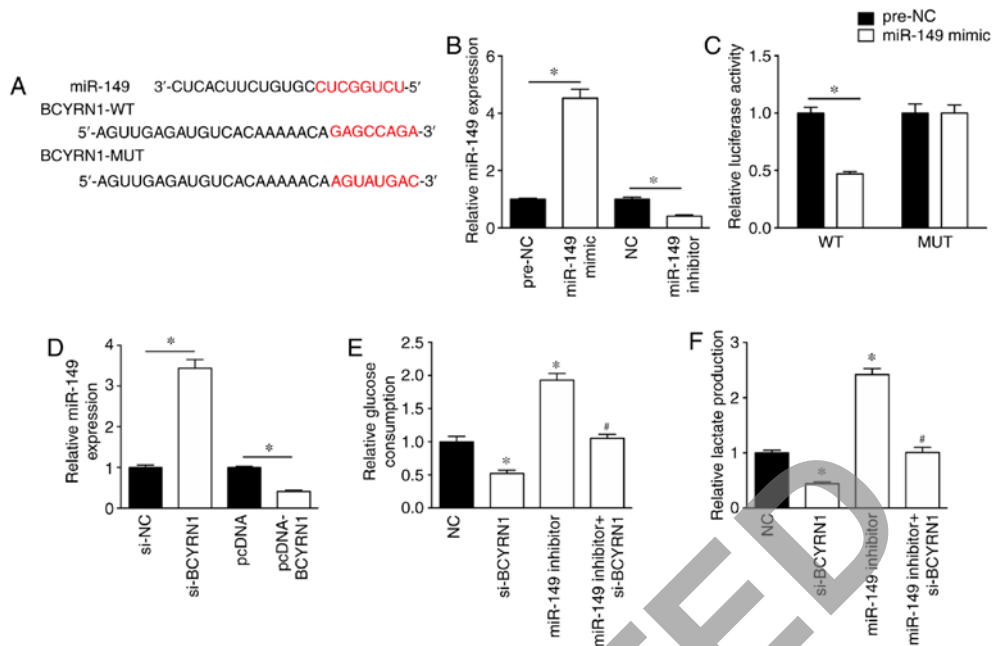 pre-NC
miR-149 mimic
A
miR-149 3′-CUCACUUCUGUGCCUCGGUCU-5′
BCYRN1-WT
5′-AGUUGAGAUGUCACAAAAACAGAGCCAGA-3′
BCYRN1-MUT
5′-AGUUGAGAUGUCACAAAAACAAGUAUGAC-3′
B
Relative miR-149 expression
6
4
2
0
*
*
pre-NC
miR-149
mimic
NC
miR-149
inhibitor
C
Relative luciferase activity
1.5
1.0
0.5
0.0
*
WT
MUT
D
Relative miR-149
expression
4
3
2
1
0
*
*
si-NC
si-BCYRN1
pcDNA
pcDNA-
BCYRN1
E
Relative glucose
consumption
2.5
2.0
1.5
1.0
0.5
0.0
*
*
#
NC
si-BCYRN1
miR-149 inhibitor
miR-149 inhibitor+
si-BCYRN1
F
Relative lactate production
3
2
1
0
*
*
#
NC
si-BCYRN1
miR-149 inhibitor
miR-149 inhibitor+
si-BCYRN1
TED